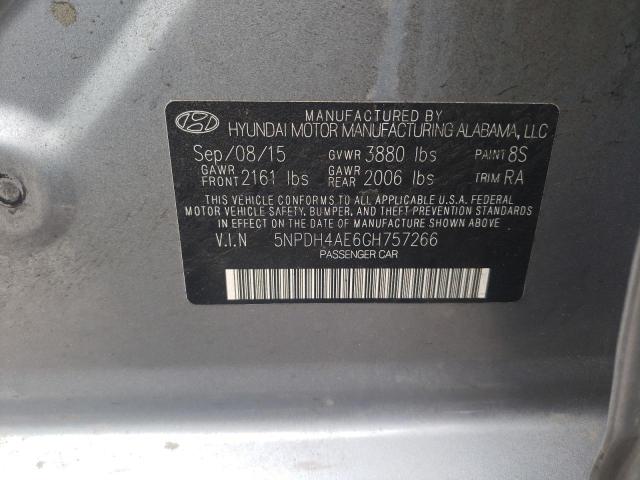 MANUFACTURED BY
HYUNDAI MOTOR MANUFACTURING ALABAMA, LLC
Sep/08/15 GVWR 3880 lbs PAINT 8S
GAWR FRONT 2161 lbs GAWR REAR 2006 lbs TRIM RA
THIS VEHICLE CONFORMS TO ALL APPLICABLE U.S.A. FEDERAL
MOTOR VEHICLE SAFETY, BUMPER, AND THEFT PREVENTION
STANDARDS IN EFFECT ON THE DATE OF MANUFACTURE SHOWN ABOVE.
V.I.N 5NPDH4AE6GH757266
PASSENGER CAR